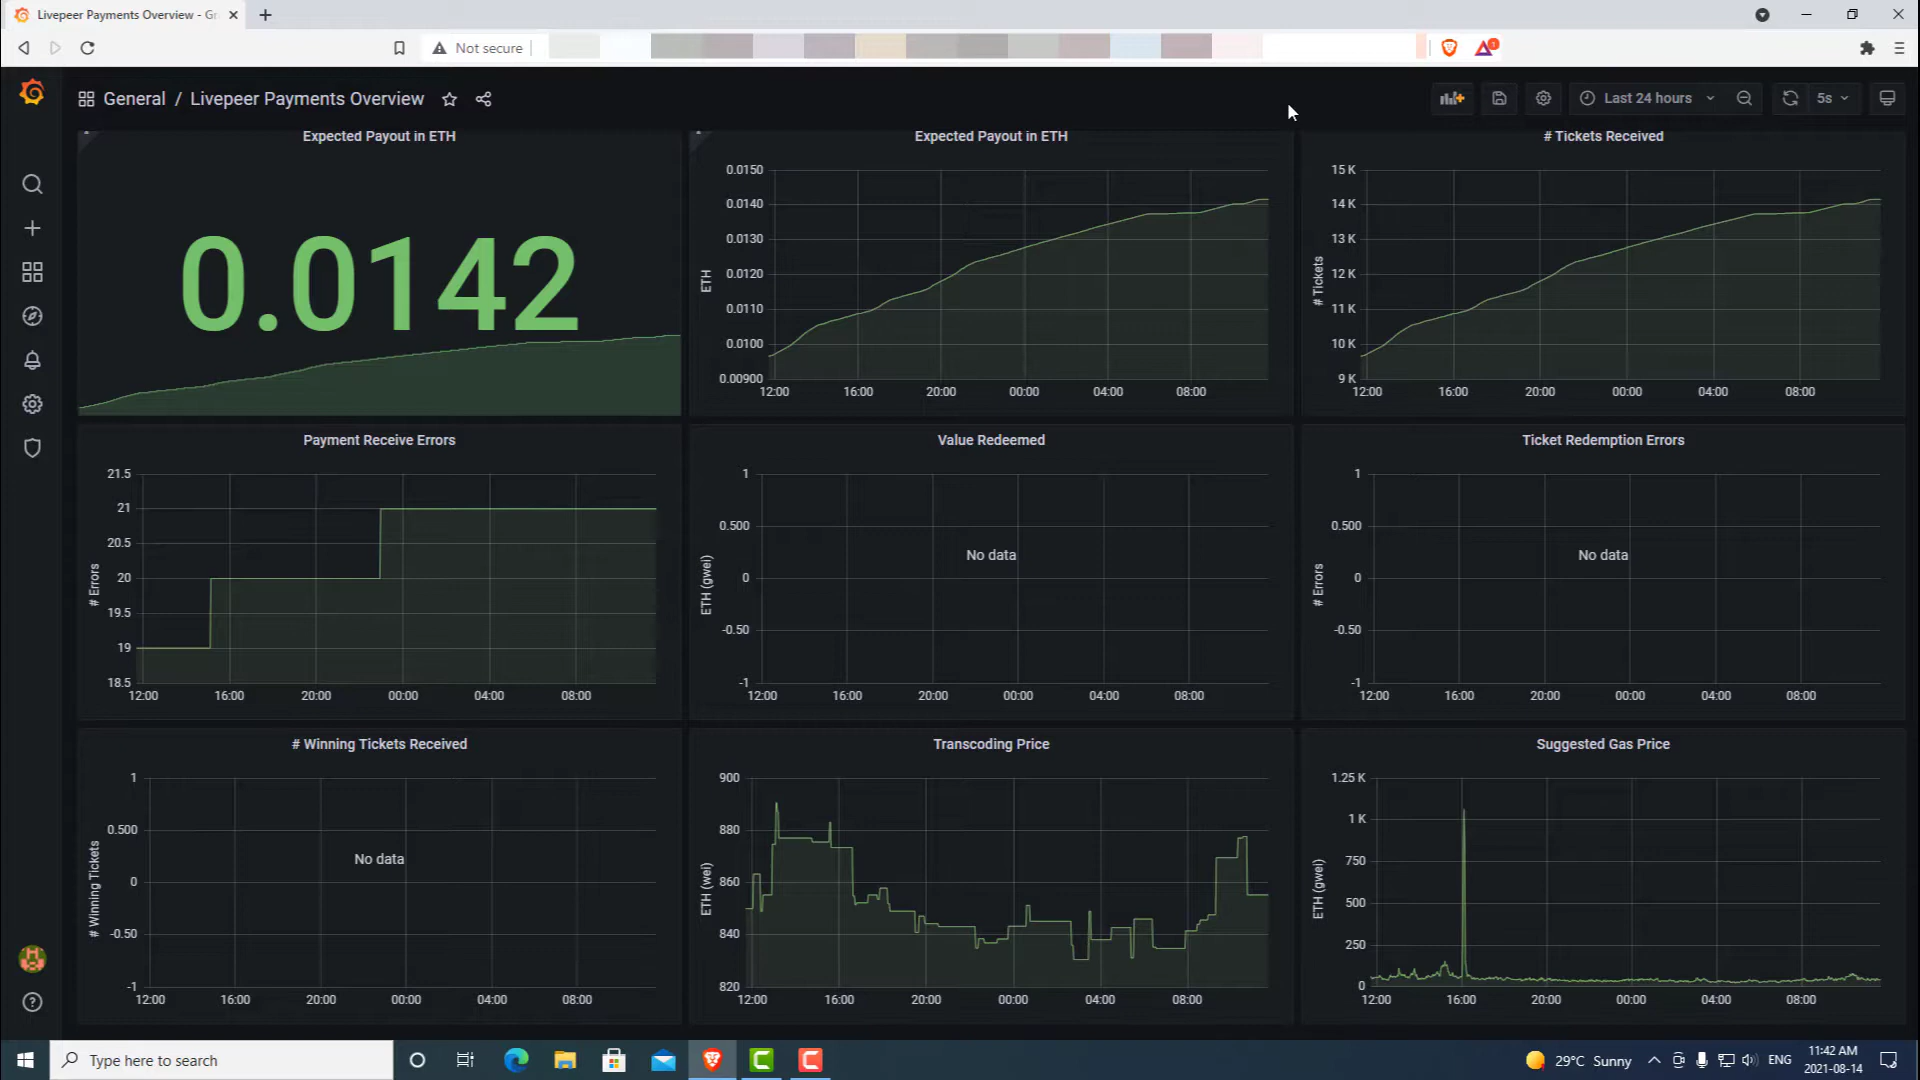 Livepeer Payments Overview - Gr
Not secure
General / Livepeer Payments Overview
Last 24 hours
5s
Expected Payout in ETH
0.0142
Expected Payout in ETH
ETH
0.0150
0.0140
0.0130
0.0120
0.0110
0.0100
0.00900
12:00 16:00 20:00 00:00 04:00 08:00
# Tickets Received
# Tickets
15 K
14 K
13 K
12 K
11 K
10 K
9 K
12:00 16:00 20:00 00:00 04:00 08:00
Payment Receive Errors
# Errors
21.5
21
20.5
20
19.5
19
18.5
12:00 16:00 20:00 00:00 04:00 08:00
Value Redeemed
ETH (gwei)
1
0.500
No data
0
-0.50
-1
12:00 16:00 20:00 00:00 04:00 08:00
Ticket Redemption Errors
# Errors
1
0.500
No data
0
-0.50
-1
12:00 16:00 20:00 00:00 04:00 08:00
# Winning Tickets Received
# Winning Tickets
1
0.500
No data
0
-0.50
-1
12:00 16:00 20:00 00:00 04:00 08:00
Transcoding Price
ETH (wei)
900
880
860
840
820
12:00 16:00 20:00 00:00 04:00 08:00
Suggested Gas Price
ETH (gwei)
1.25 K
1 K
750
500
250
0
12:00 16:00 20:00 00:00 04:00 08:00
Type here to search
29°C Sunny
ENG
11:42 AM
2021-08-14